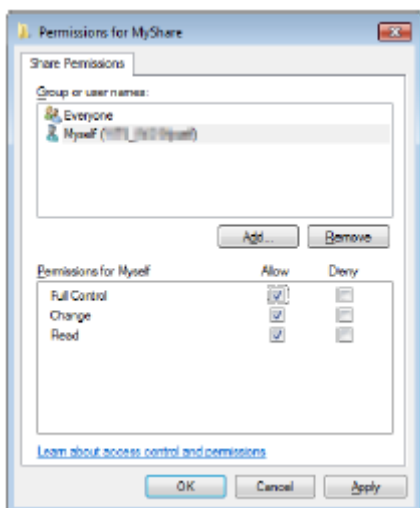 Permissions for MyShare
Share Permissions
Group or user names:
Everyone
Myself (
Add... Remove
Permissions for Myself Allow Deny
Full Control
Change
Read
Learn about access control and permissions
OK Cancel Apply